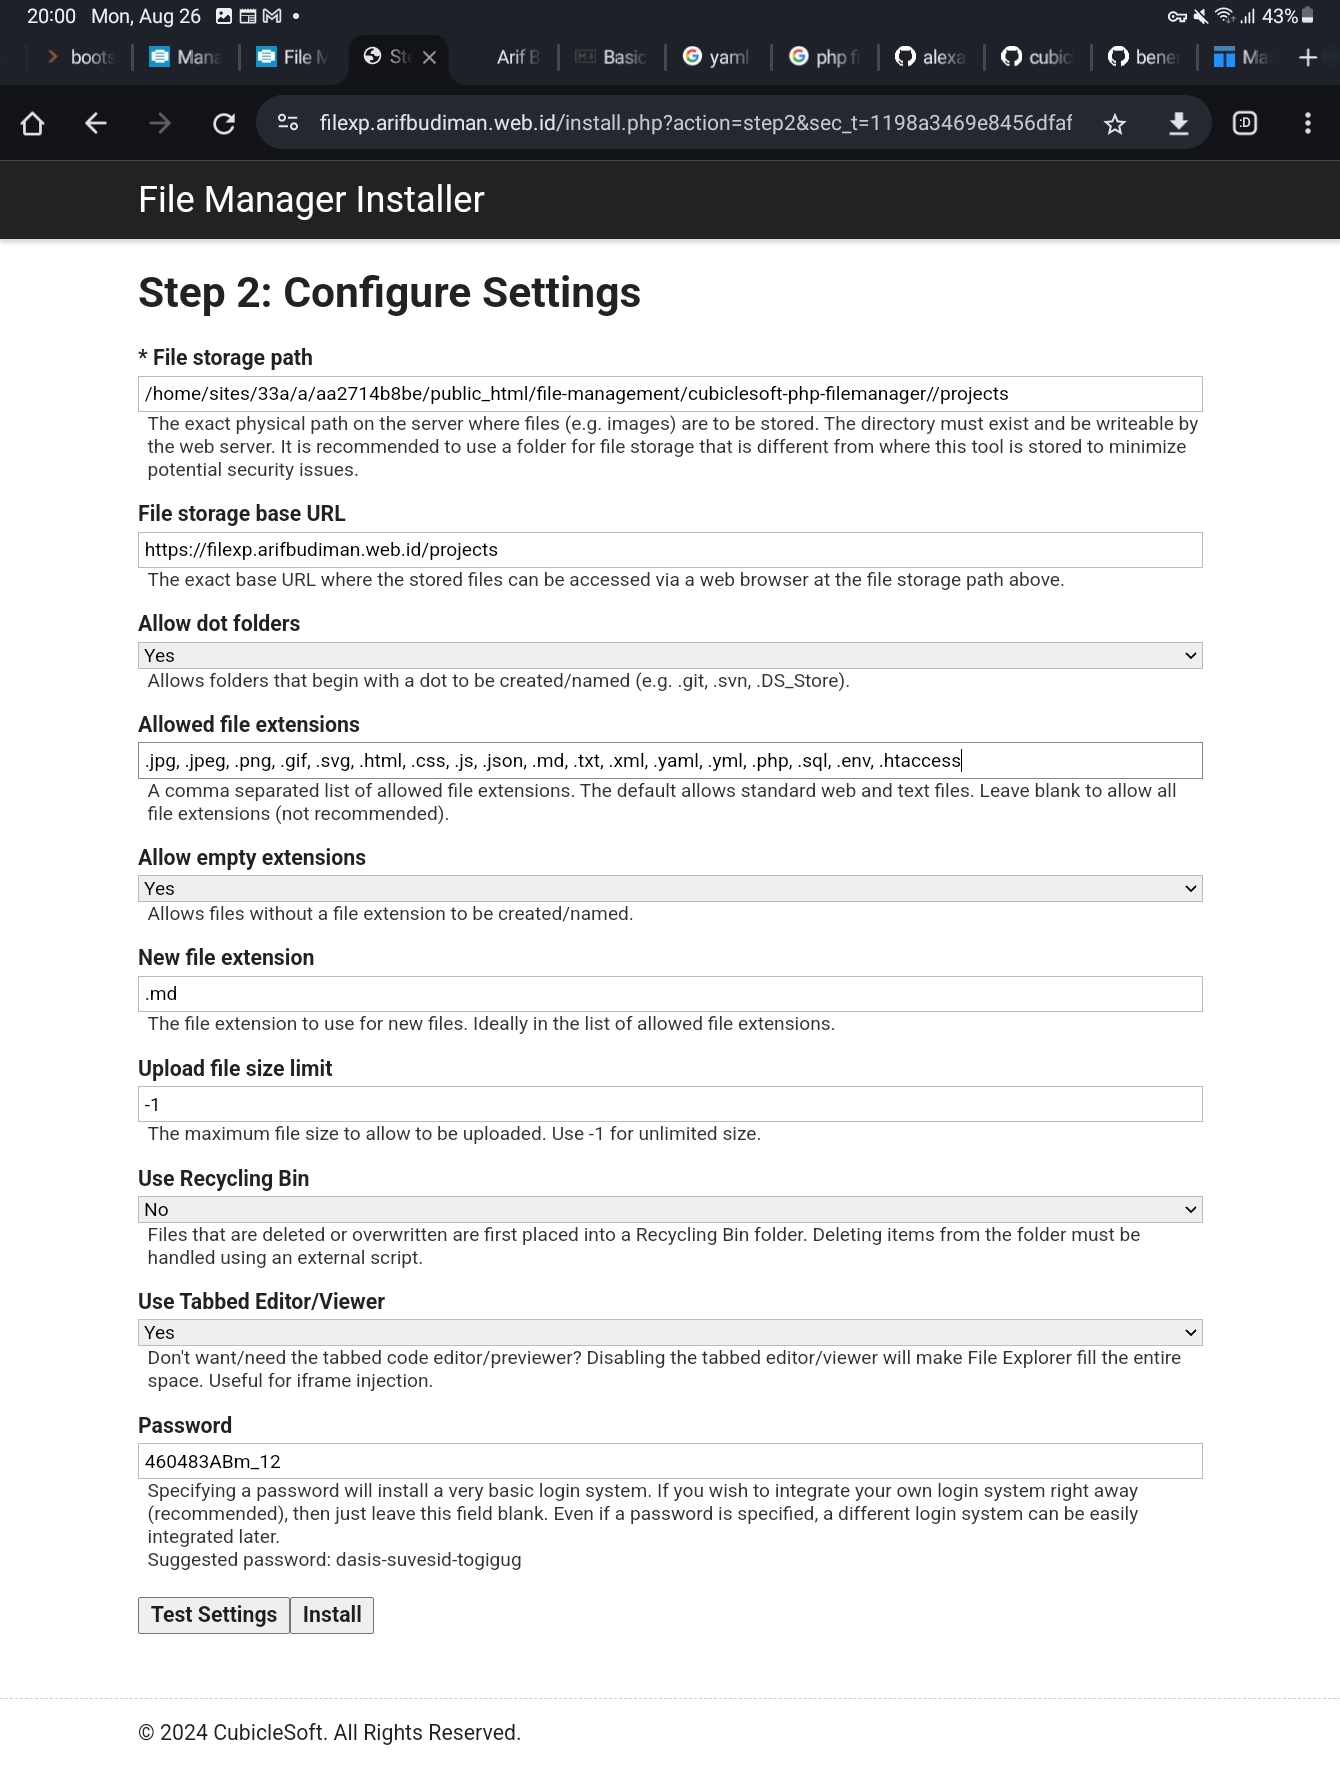 20:00 Mon, Aug 26
43%
boots
Mana
File M
Ste
Arif B
Basic
yaml
php fi
alexa
cubic
bener
Ma
filexp.arifbudiman.web.id/install.php?action=step2&sec_t=1198a3469e8456dfaf
:D
File Manager Installer
Step 2: Configure Settings
* File storage path
/home/sites/33a/a/aa2714b8be/public_html/file-management/cubiclesoft-php-filemanager//projects
The exact physical path on the server where files (e.g. images) are to be stored. The directory must exist and be writeable by
the web server. It is recommended to use a folder for file storage that is different from where this tool is stored to minimize
potential security issues.
File storage base URL
https://filexp.arifbudiman.web.id/projects
The exact base URL where the stored files can be accessed via a web browser at the file storage path above.
Allow dot folders
Yes
Allows folders that begin with a dot to be created/named (e.g. .git, .svn, .DS_Store).
Allowed file extensions
.jpg, .jpeg, .png, .gif, .svg, .html, .css, .js, .json, .md, .txt, .xml, .yaml, .yml, .php, .sql, .env, .htaccess
A comma separated list of allowed file extensions. The default allows standard web and text files. Leave blank to allow all
file extensions (not recommended).
Allow empty extensions
Yes
Allows files without a file extension to be created/named.
New file extension
.md
The file extension to use for new files. Ideally in the list of allowed file extensions.
Upload file size limit
-1
The maximum file size to allow to be uploaded. Use -1 for unlimited size.
Use Recycling Bin
No
Files that are deleted or overwritten are first placed into a Recycling Bin folder. Deleting items from the folder must be
handled using an external script.
Use Tabbed Editor/Viewer
Yes
Don't want/need the tabbed code editor/previewer? Disabling the tabbed editor/viewer will make File Explorer fill the entire
space. Useful for iframe injection.
Password
460483ABm_12
Specifying a password will install a very basic login system. If you wish to integrate your own login system right away
(recommended), then just leave this field blank. Even if a password is specified, a different login system can be easily
integrated later.
Suggested password: dasis-suvesid-togigug
Test Settings Install
© 2024 CubicleSoft. All Rights Reserved.